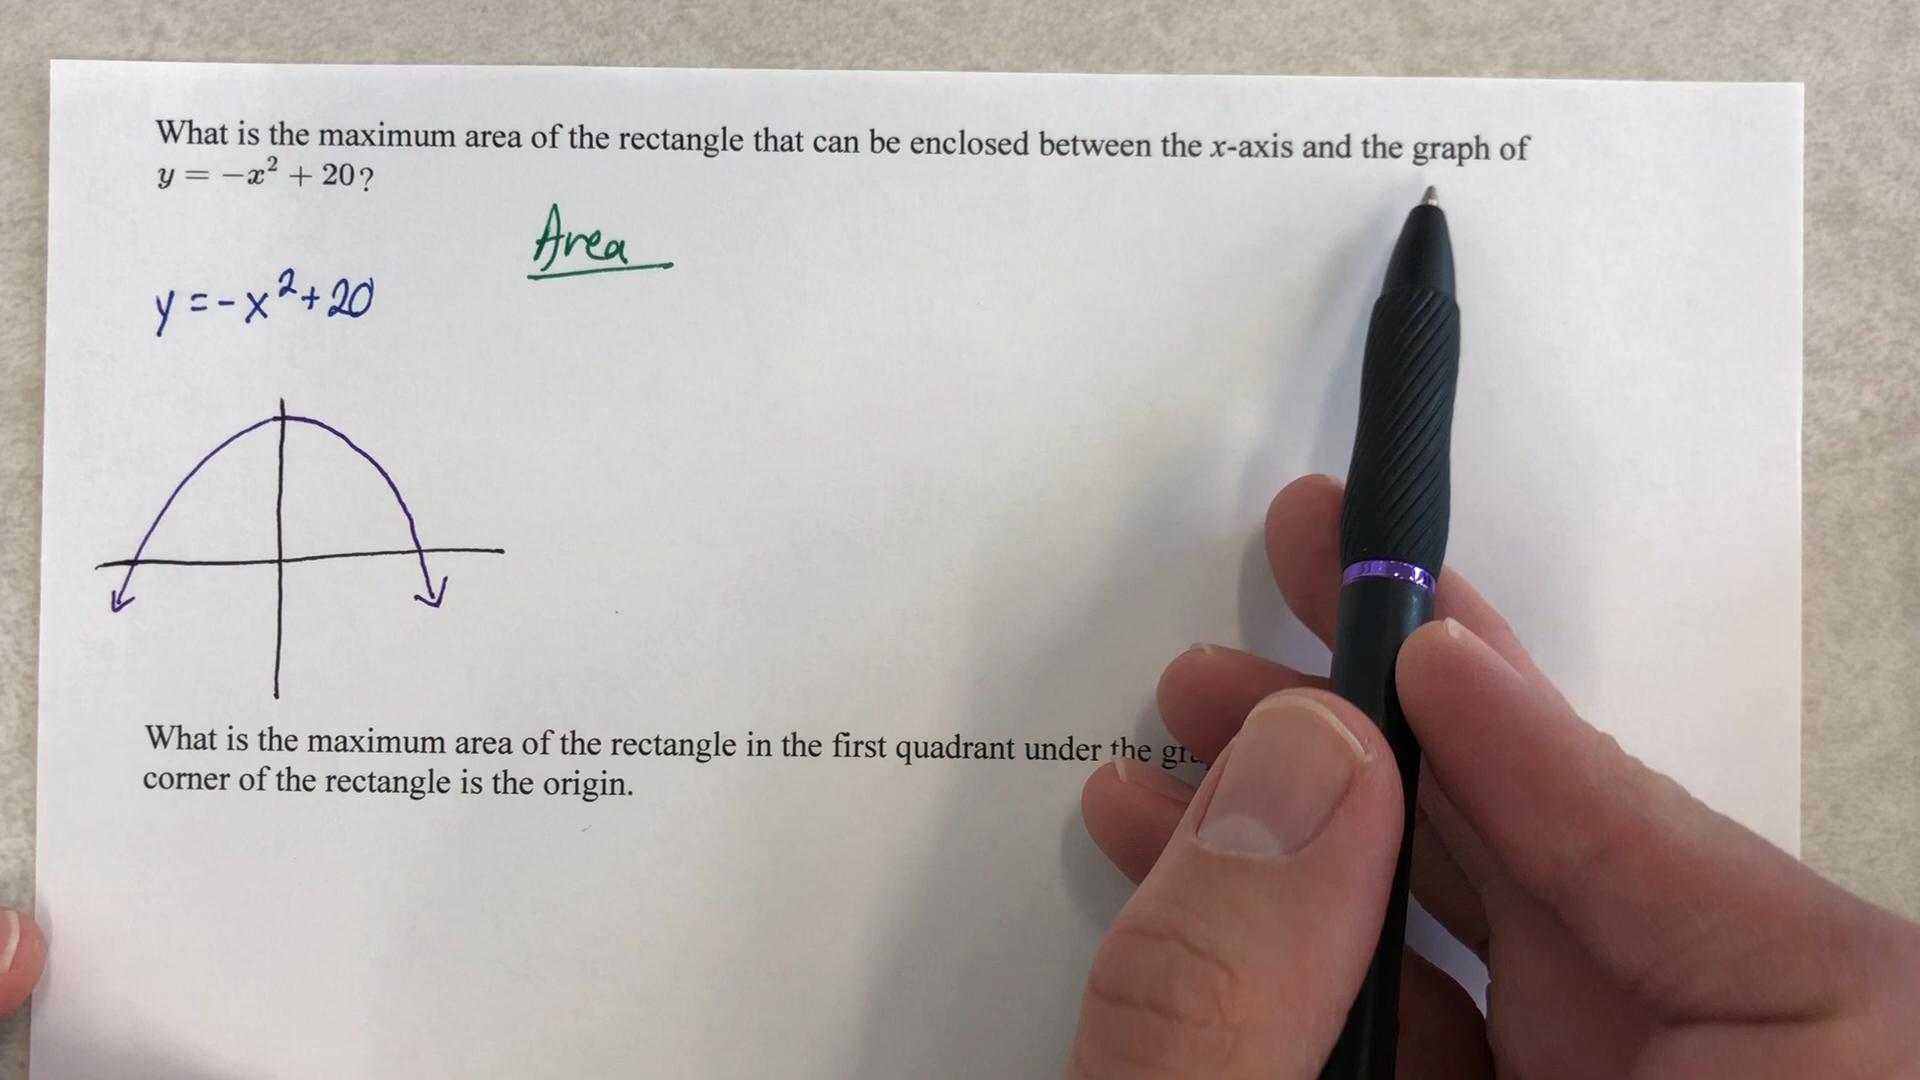 What is the maximum area of the rectangle that can be enclosed between the x-axis and the graph of
y = −x² + 20?
Area
y = -x²+20
What is the maximum area of the rectangle in the first quadrant under the
corner of the rectangle is the origin.